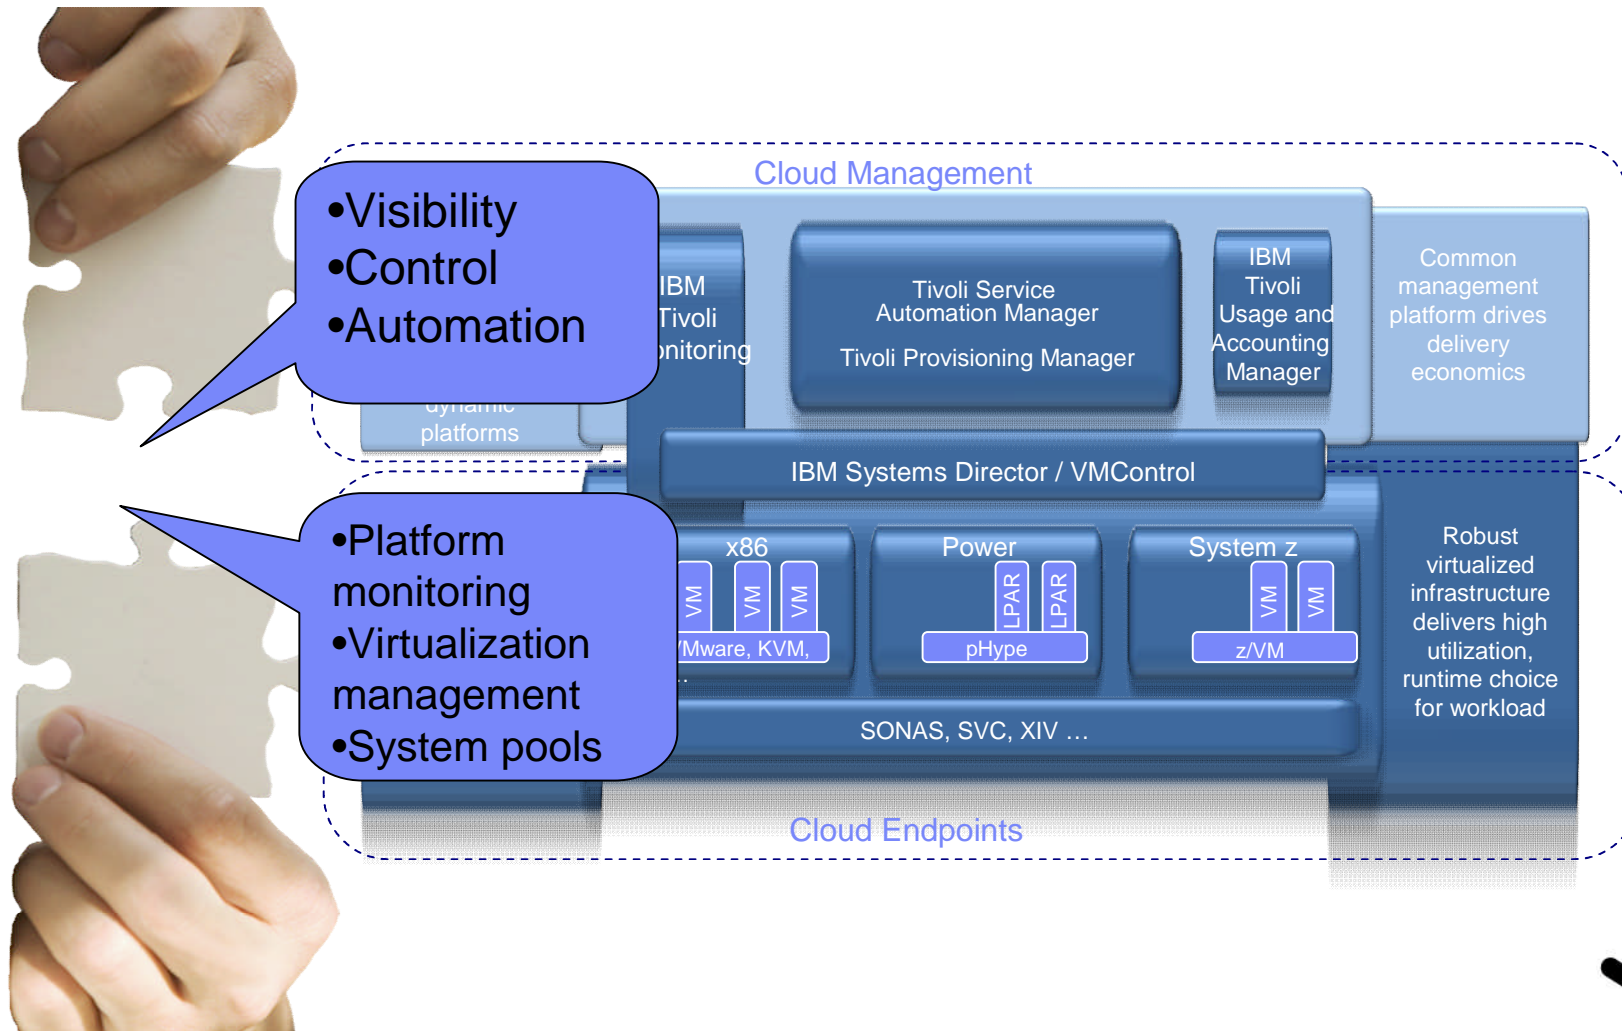 Cloud Management
•Visibility
•Control
•Automation
IBM
Tivoli
onitoring
Tivoli Service
Automation Manager
Tivoli Provisioning Manager
IBM
Tivoli
Usage and
Accounting
Manager
Common
management
platform drives
delivery
economics
dynamic
platforms
IBM Systems Director / VMControl
•Platform
monitoring
•Virtualization
management
•System pools
x86
VM
VM
VM
VMware, KVM,
..
Power
LPAR
LPAR
pHype
System z
VM
VM
z/VM
Robust
virtualized
infrastructure
delivers high
utilization,
runtime choice
for workload
SONAS, SVC, XIV …
Cloud Endpoints